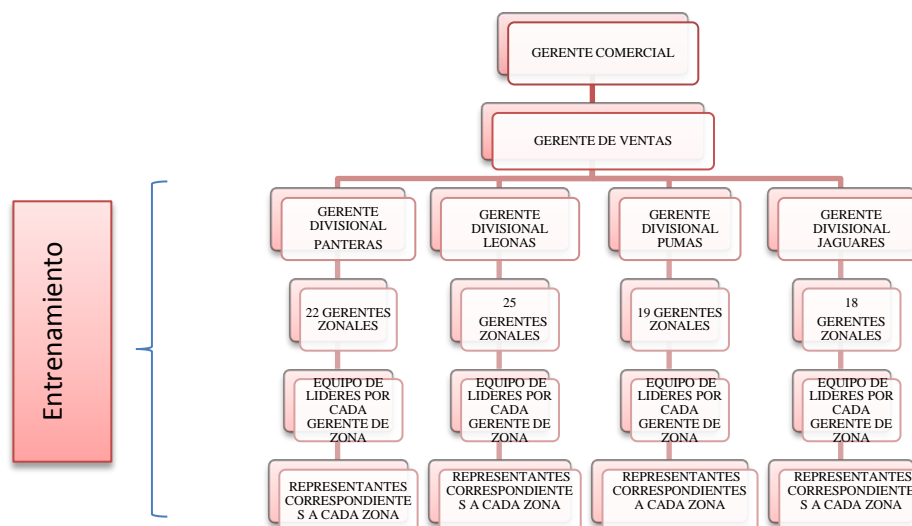 GERENTE COMERCIAL
GERENTE DE VENTAS
Entrenamiento
GERENTE
DIVISIONAL
PANTERAS
GERENTE
DIVISIONAL
LEONAS
GERENTE
DIVISIONAL
PUMAS
GERENTE
DIVISIONAL
JAGUARES
22 GERENTES
ZONALES
25
GERENTES
ZONALES
19 GERENTES
ZONALES
18
GERENTES
ZONALES
EQUIPO DE
LIDERES POR
CADA
GERENTE DE
ZONA
EQUIPO DE
LIDERES POR
CADA
GERENTE DE
ZONA
EQUIPO DE
LIDERES POR
CADA
GERENTE DE
ZONA
EQUIPO DE
LIDERES POR
CADA
GERENTE DE
ZONA
REPRESENTANTES
CORRESPONDIENTE
S A CADA ZONA
REPRESENTANTES
CORRESPONDIENTE
S A CADA ZONA
REPRESENTANTES
CORRESPONDIENTES
A CADA ZONA
REPRESENTANTES
CORRESPONDIENTE
S A CADA ZONA